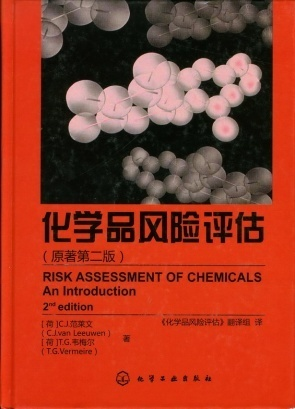 化学品风险评估
（原著第二版）
RISK ASSESSMENT OF CHEMICALS
An Introduction
2nd edition
［荷］C.J.范莱文
（C.J.van Leeuwen）
［荷］T.G.韦梅尔
（T.G.Vermeire）
著
《化学品风险评估》翻译组 译
化学工业出版社